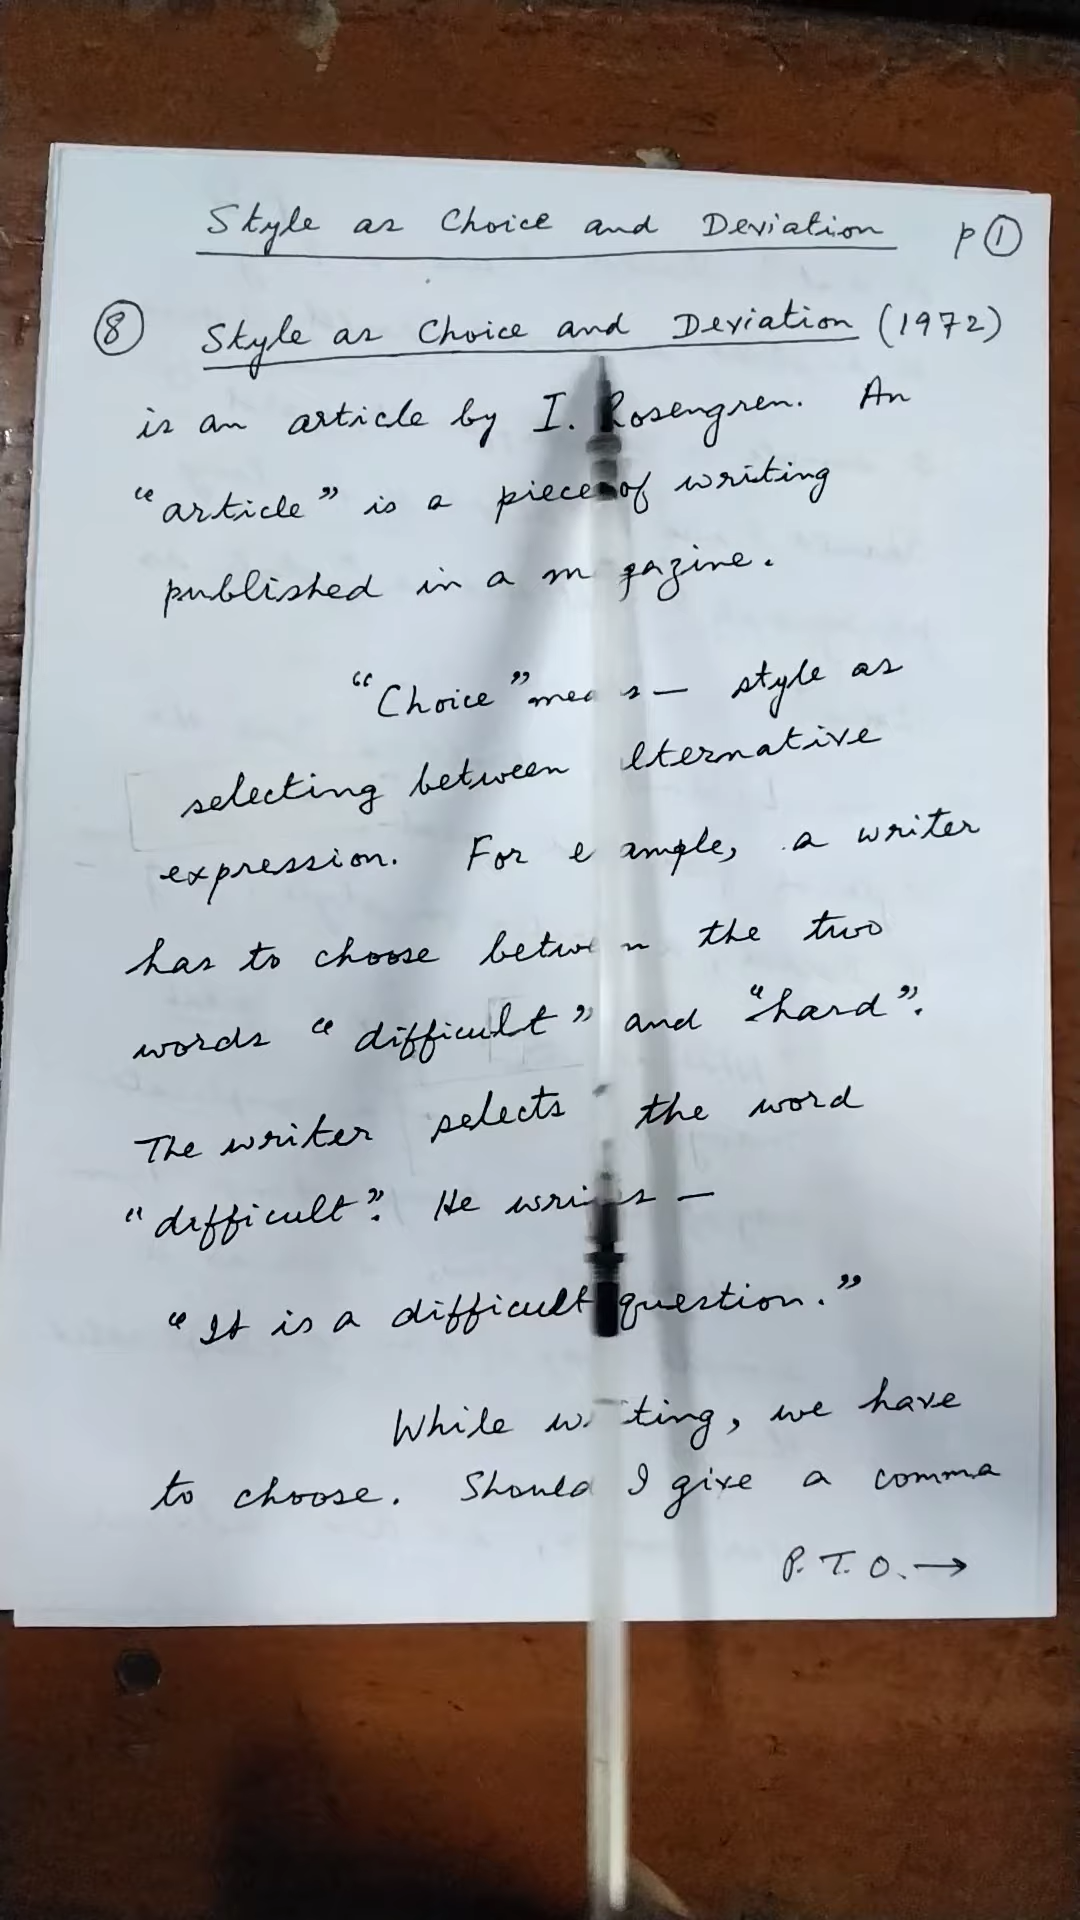 Style as Choice and Deviation p ①
⑧ Style as Choice and Deviation (1972)
is an article by I. Rosengren. An
"article" is a piece of writing
published in a magazine.
"Choice" means — style as
selecting between alternative
expression. For example, a writer
has to choose between the two
words "difficult" and "hard".
The writer selects the word
"difficult". He writes —
"It is a difficult question."
While writing, we have
to choose. Should I give a comma
P. T. O. →